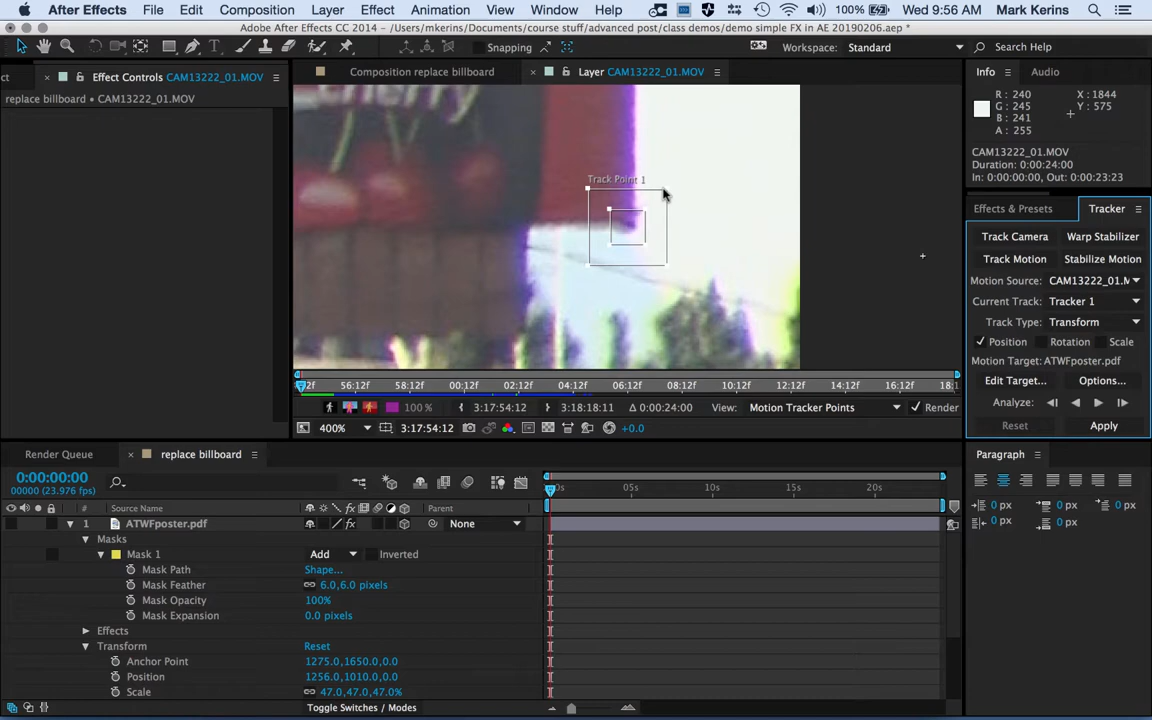 After Effects File Edit Composition Layer Effect Animation View Window Help 100% Wed 9:56 AM Mark Kerins
Adobe After Effects CC 2014 - /Users/mkerins/Documents/course stuff/advanced post/class demos/demo simple FX in AE 20190206.aep *
Snapping Workspace: Standard Search Help
ct Effect Controls CAM13222_01.MOV Composition replace billboard Layer CAM13222_01.MOV Info Audio
replace billboard • CAM13222_01.MOV
R: 240 X: 1844
G: 245 Y: 575
B: 241
A: 255
CAM13222_01.MOV
Duration: 0:00:24:00
In: 0:00:00:00, Out: 0:00:23:23
cherry
Track Point 1
Effects & Presets Tracker
Track Camera Warp Stabilizer
Track Motion Stabilize Motion
Motion Source: CAM13222_01.M
Current Track: Tracker 1
Track Type: Transform
Position Rotation Scale
Motion Target: ATWFposter.pdf
Edit Target... Options...
Analyze:
Reset Apply
:12f 56:12f 58:12f 00:12f 02:12f 04:12f 06:12f 08:12f 10:12f 12:12f 14:12f 16:12f 18:1
100 % 3:17:54:12 3:18:18:11 Δ 0:00:24:00 View: Motion Tracker Points Render
400% 3:17:54:12 +0.0
Render Queue replace billboard Paragraph
0:00:00:00
00000 (23.976 fps)
0s 05s 10s 15s 20s
# Source Name Parent
1 ATWFposter.pdf None
Masks
Mask 1 Add Inverted
Mask Path Shape...
Mask Feather 6.0,6.0 pixels
Mask Opacity 100%
Mask Expansion 0.0 pixels
Effects
Transform Reset
Anchor Point 1275.0,1650.0,0.0
Position 1256.0,1010.0,0.0
Scale 47.0,47.0,47.0%
Toggle Switches / Modes
0 px 0 px 0 px
0 px 0 px